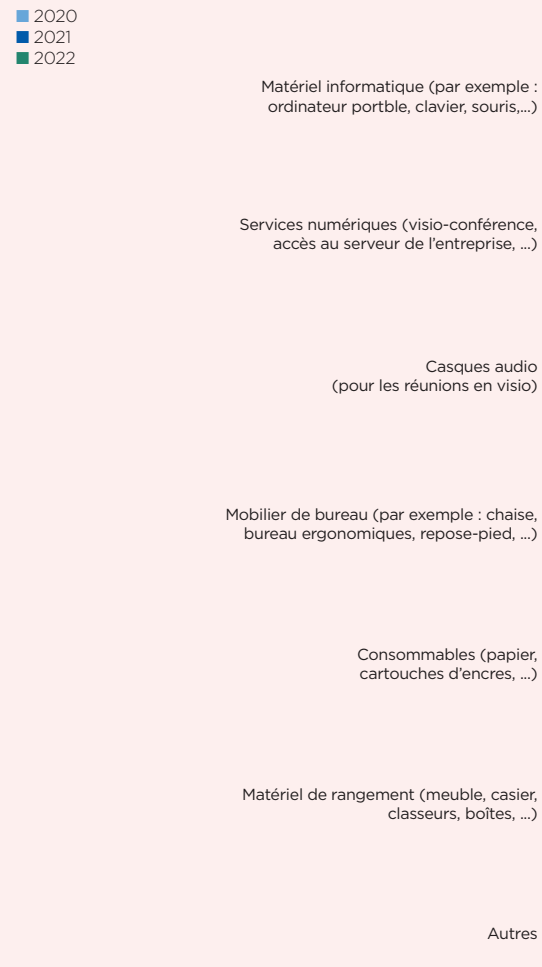 2020
2021
2022
Matériel informatique (par exemple :
ordinateur portble, clavier, souris,...)
Services numériques (visio-conférence,
accès au serveur de l’entreprise, ...)
Casques audio
(pour les réunions en visio)
Mobilier de bureau (par exemple : chaise,
bureau ergonomiques, repose-pied, ...)
Consommables (papier,
cartouches d’encres, ...)
Matériel de rangement (meuble, casier,
classeurs, boîtes, ...)
Autres